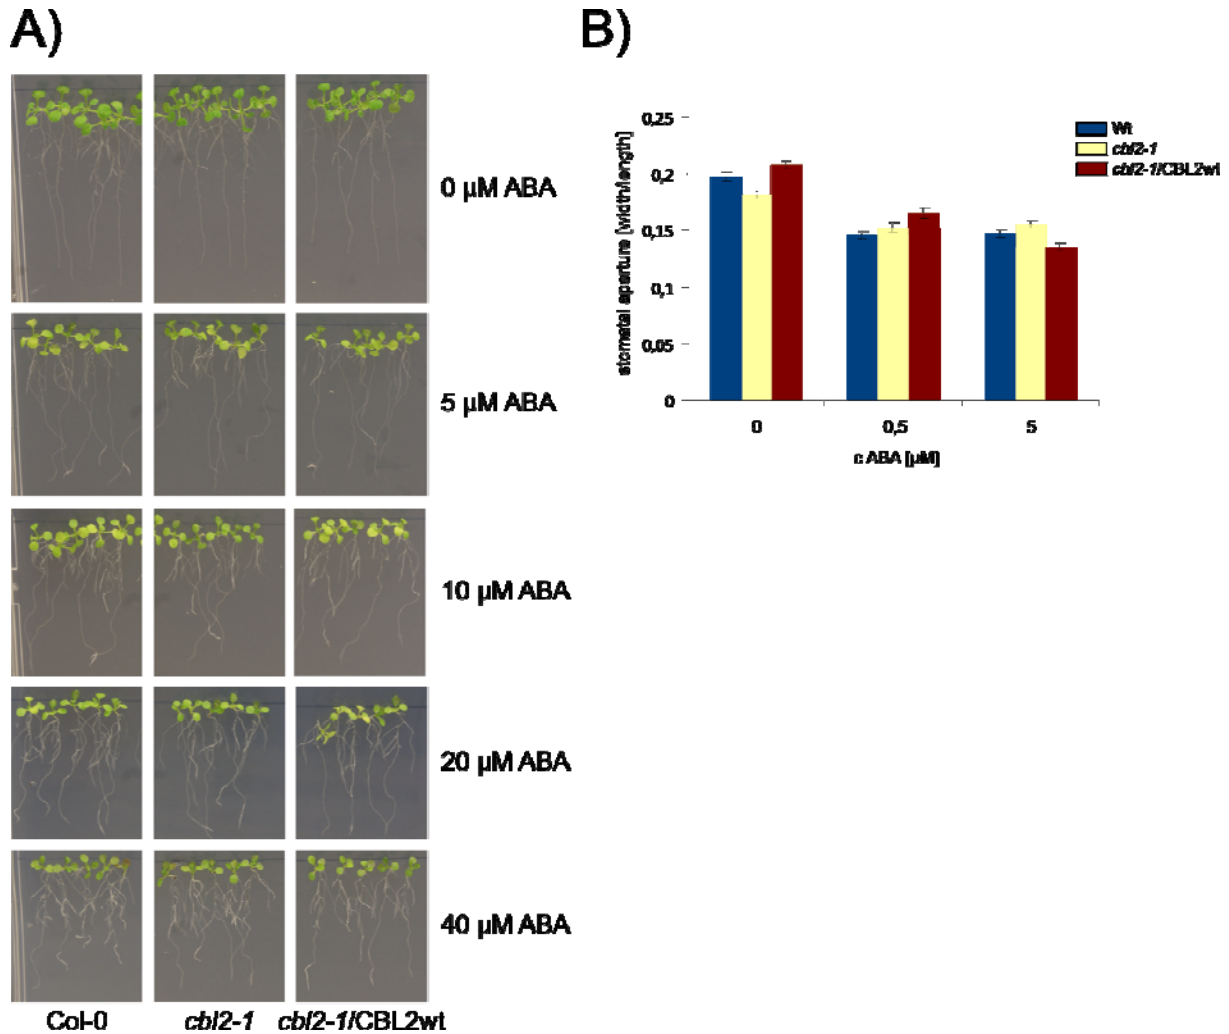 A)
B)
0 µM ABA
5 µM ABA
10 µM ABA
20 µM ABA
40 µM ABA
Col-0 cbl2-1 cbl2-1/CBL2wt
stomatal aperture [width/length]
0,25
0,2
0,15
0,1
0,05
0
0 0,5 5
c ABA [µM]
Wt
cbl2-1
cbl2-1/CBL2wt